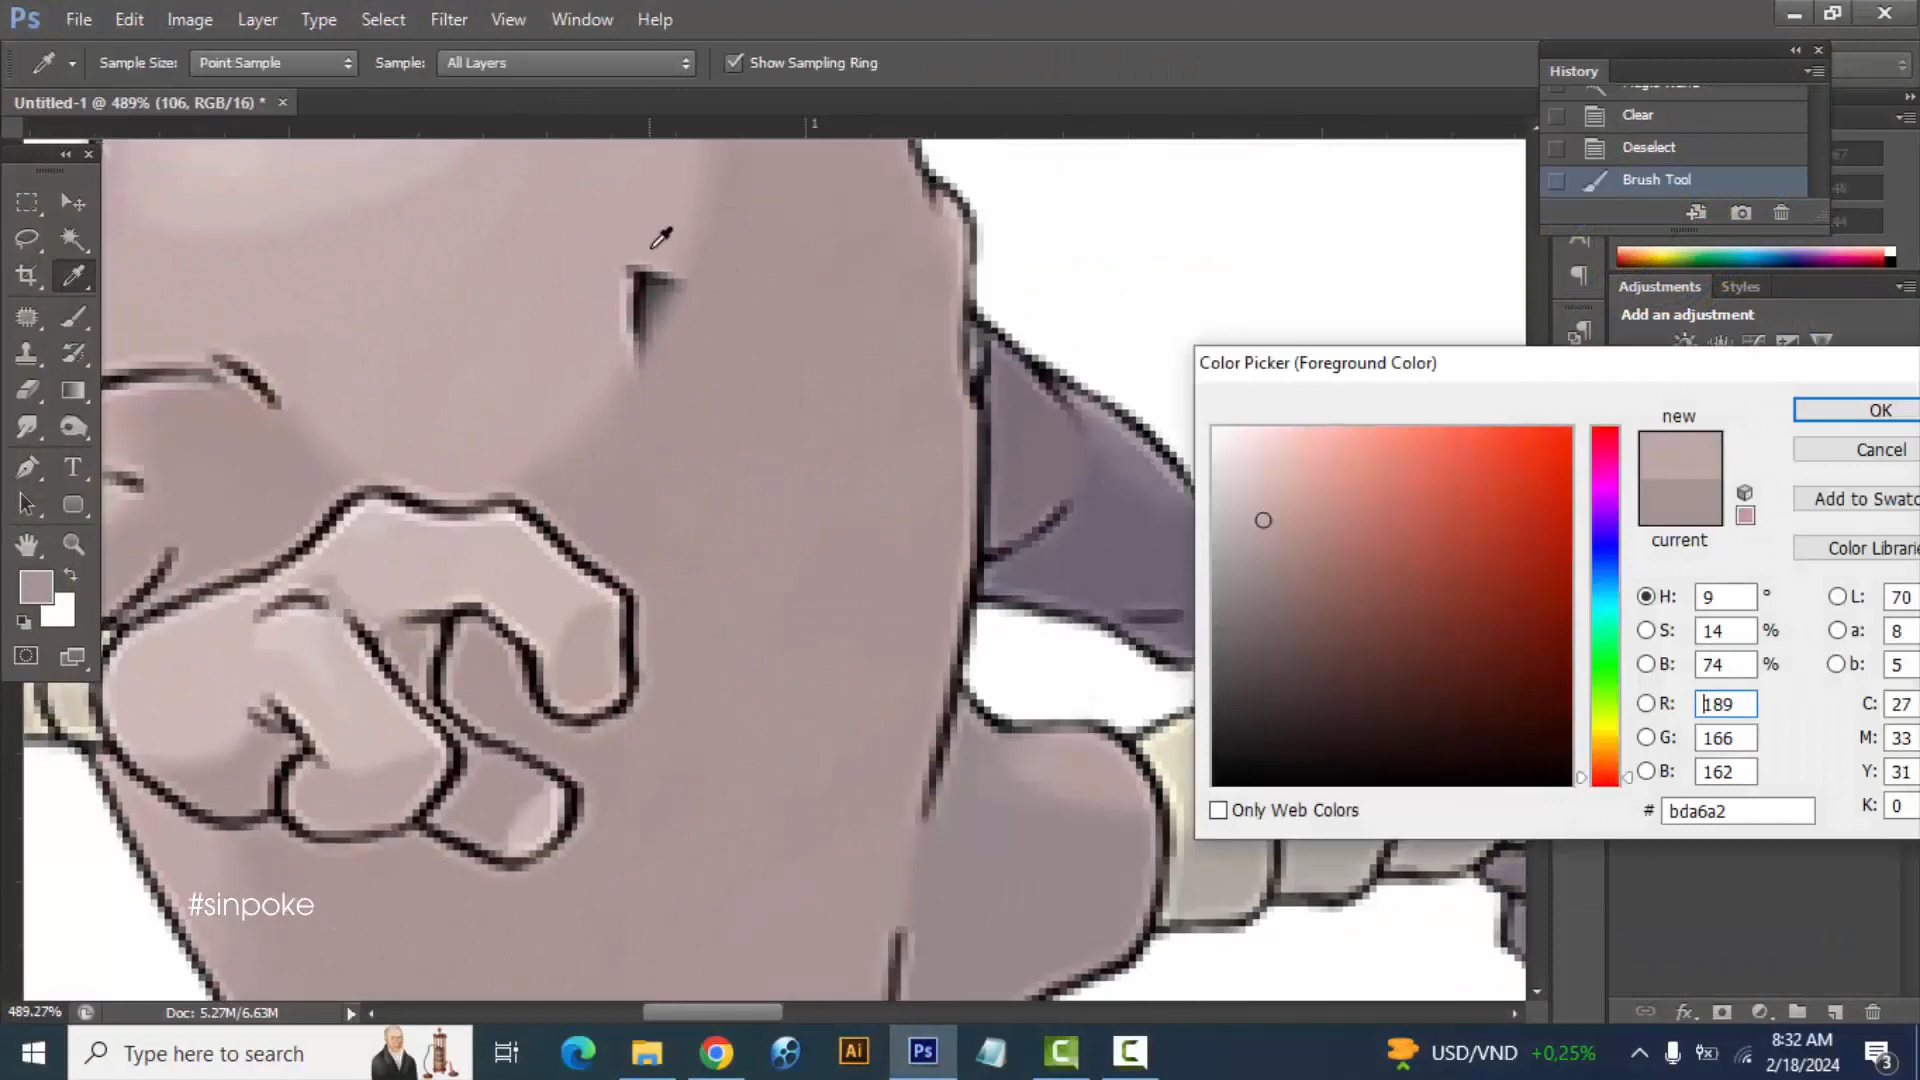 Ps File Edit Image Layer Type Select Filter View Window Help
Sample Size: Point Sample Sample: All Layers Show Sampling Ring
Untitled-1 @ 489% (106, RGB/16) * ×
1
History
Clear
Deselect
Brush Tool
Adjustments Styles
Add an adjustment
Color Picker (Foreground Color)
new
current
OK
Cancel
Add to Swatc
Color Librarie
H: 9 °
S: 14 %
B: 74 %
R: 189
G: 166
B: 162
L: 70
a: 8
b: 5
C: 27
M: 33
Y: 31
K: 0
# bda6a2
Only Web Colors
T
#sinpoke
489.27% Doc: 5.27M/6.63M
Type here to search
Ai Ps
USD/VND +0,25%
8:32 AM
2/18/2024
3